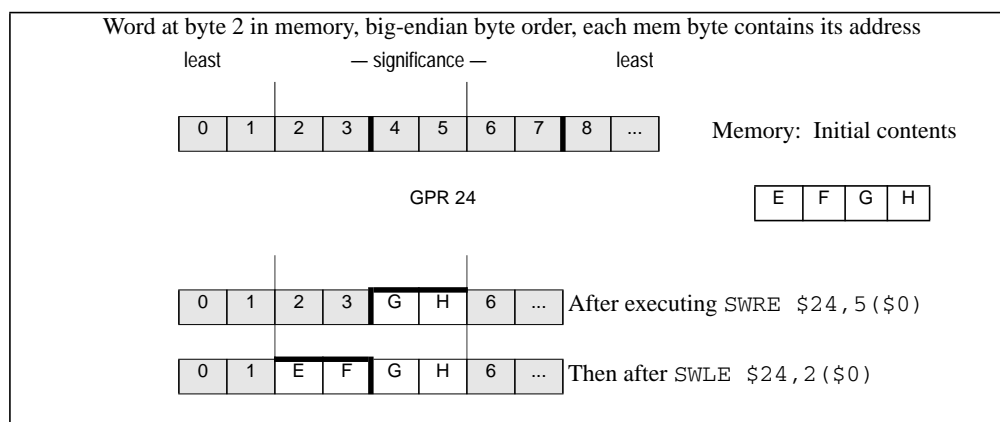 Word at byte 2 in memory, big-endian byte order, each mem byte contains its address
least — significance — least
0 1 2 3 4 5 6 7 8 ... Memory: Initial contents
GPR 24 E F G H
0 1 2 3 G H 6 ... After executing SWRE $24,5($0)
0 1 E F G H 6 ... Then after SWLE $24,2($0)